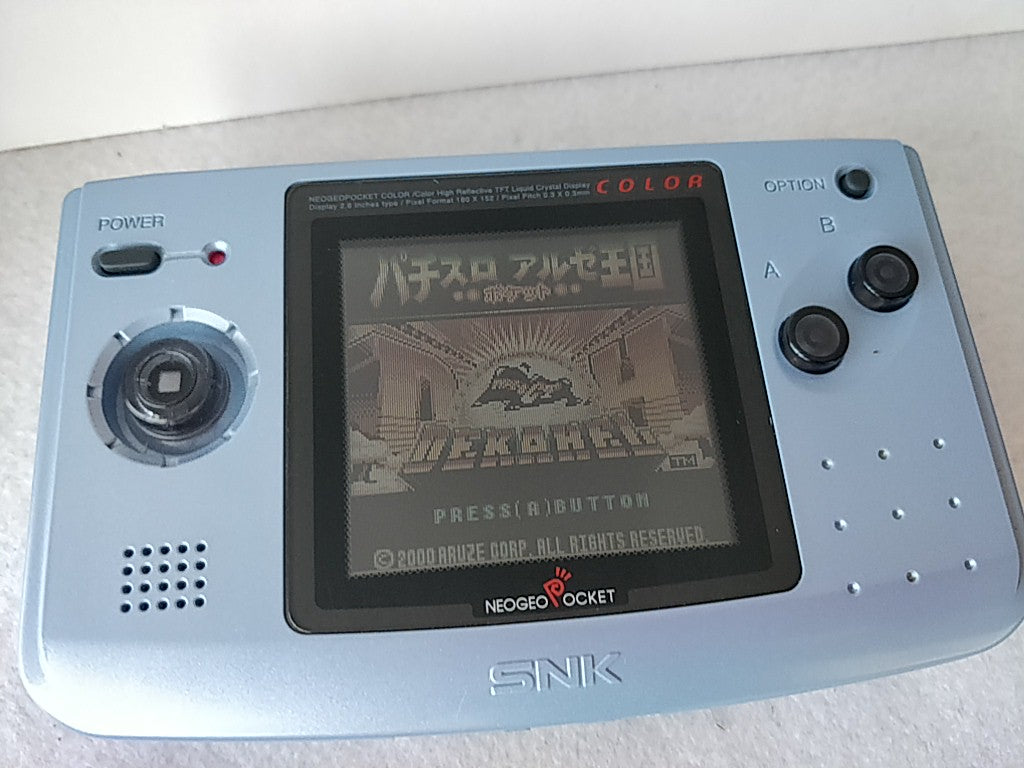 NEOGEOPOCKET COLOR /Color High Reflective TFT Liquid Crystal Display
Display 2.6 inches type / Pixel Format 160 X 152 / Pixel Pitch 0.3 X 0.3mm
COLOR
OPTION
POWER
B
A
パチスロ アルゼ王国
ポケット
DEKOHEL
TM
PRESS(A)BUTTON
© 2000 ARUZE CORP. ALL RIGHTS RESERVED.
NEOGEO POCKET
SNK